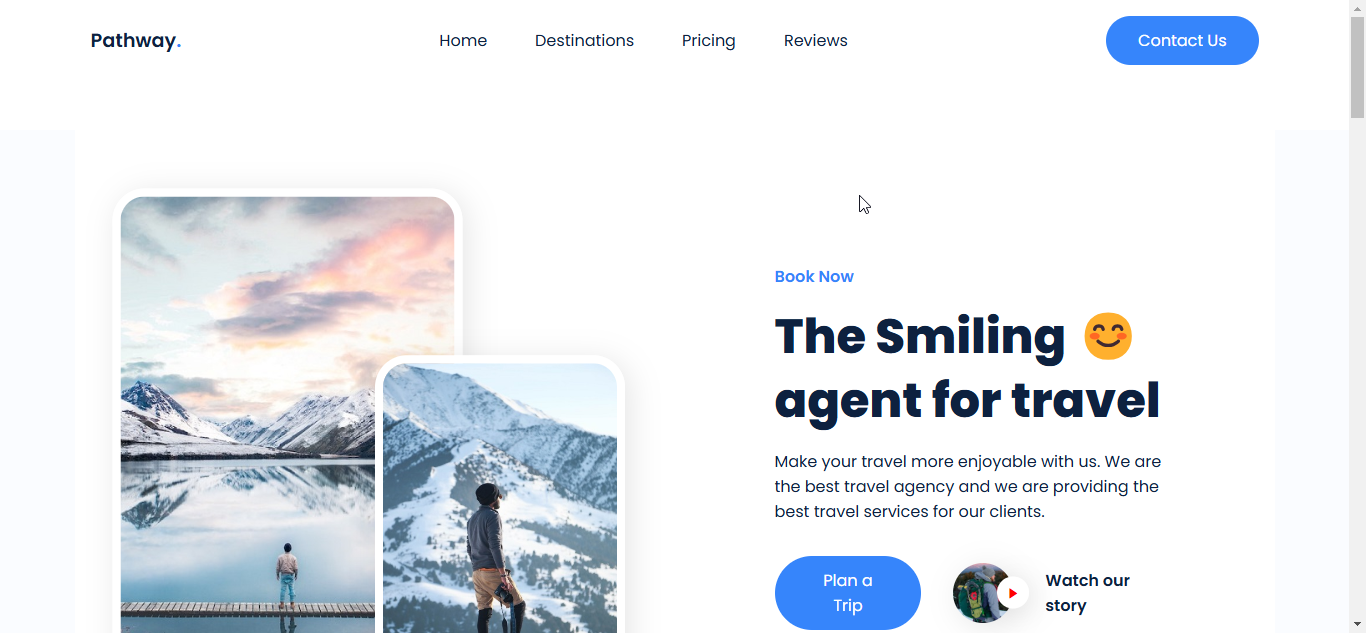 Pathway.
Home
Destinations
Pricing
Reviews
Contact Us
Book Now
The Smiling 😊
agent for travel
Make your travel more enjoyable with us. We are
the best travel agency and we are providing the
best travel services for our clients.
Plan a
Trip
Watch our
story